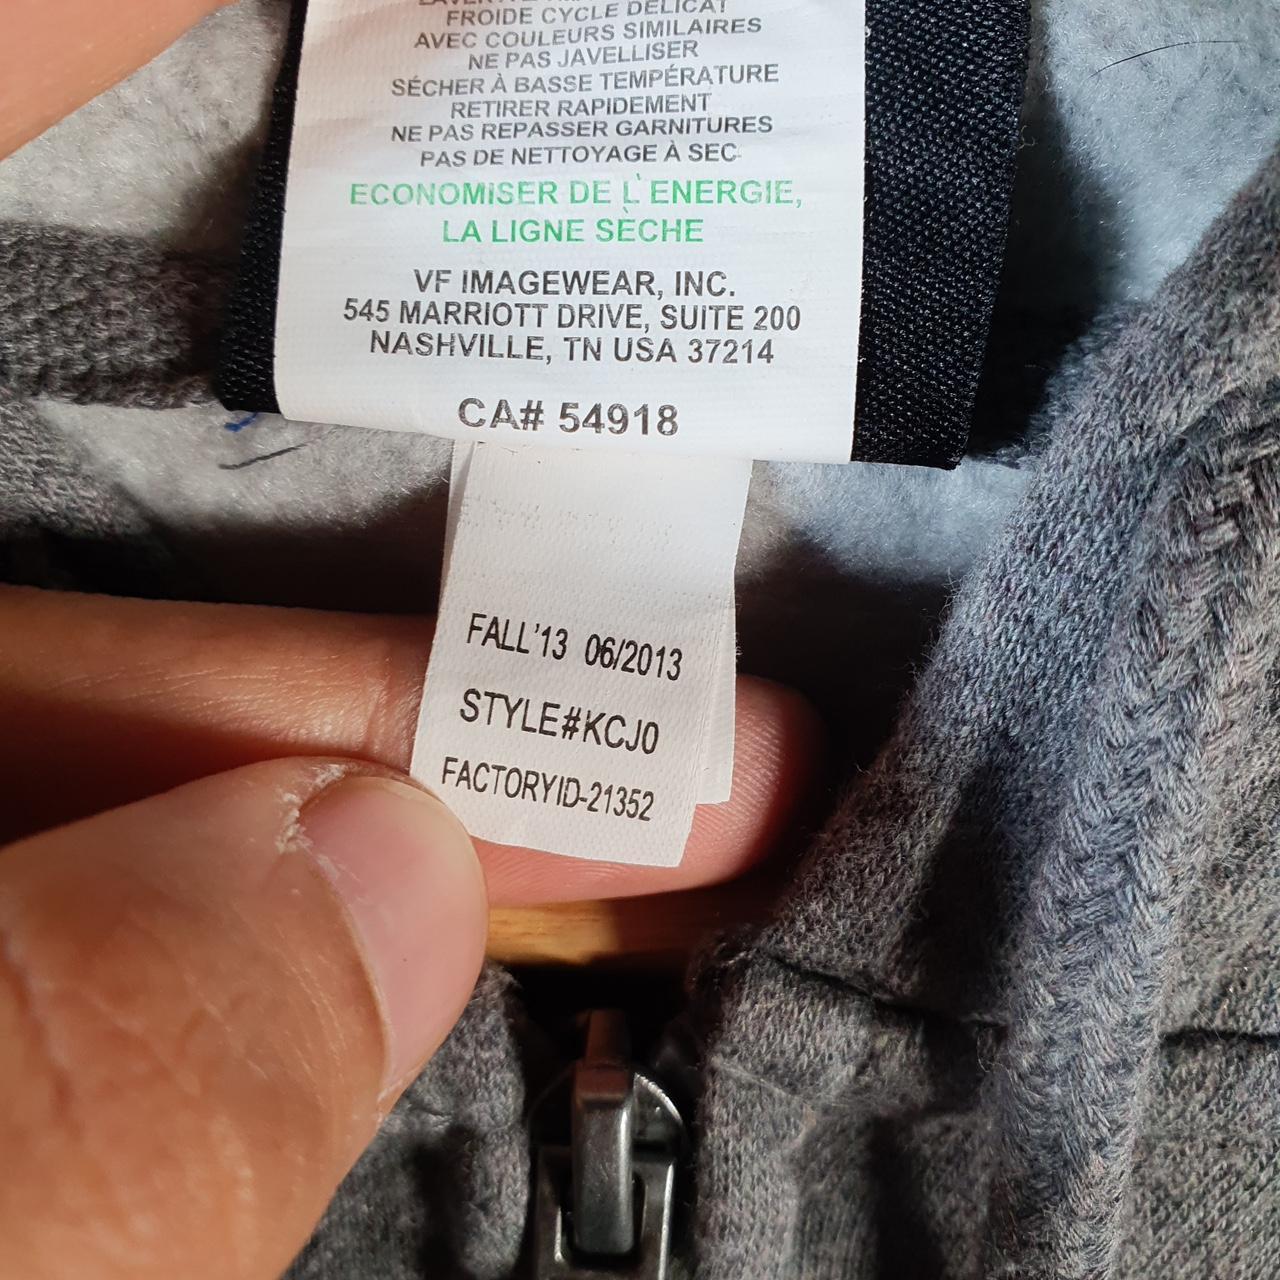 FROIDE CYCLE DÉLICAT
AVEC COULEURS SIMILAIRES
NE PAS JAVELLISER
SÉCHER À BASSE TEMPÉRATURE
RETIRER RAPIDEMENT
NE PAS REPASSER GARNITURES
PAS DE NETTOYAGE À SEC
ECONOMISER DE L`ENERGIE,
LA LIGNE SÈCHE
VF IMAGEWEAR, INC.
545 MARRIOTT DRIVE, SUITE 200
NASHVILLE, TN USA 37214
CA# 54918
FALL'13 06/2013
STYLE#KCJ0
FACTORYID-21352